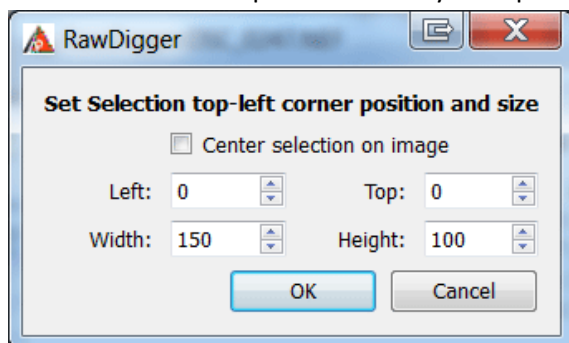 RawDigger
Set Selection top-left corner position and size
Center selection on image
Left: 0 Top: 0
Width: 150 Height: 100
OK Cancel